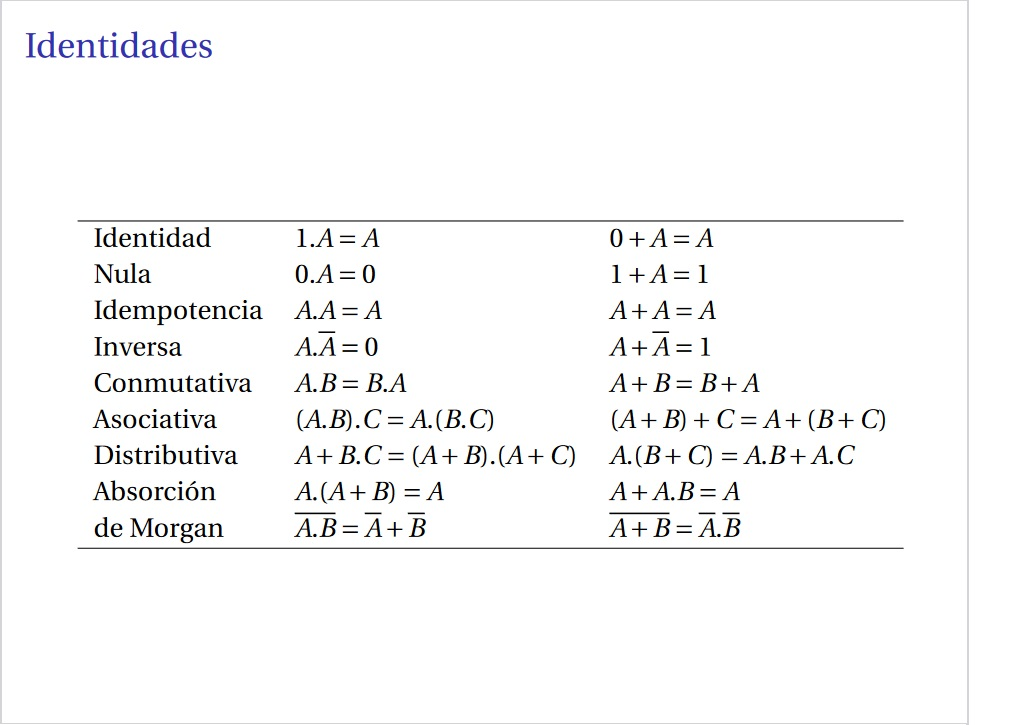 Identidades
Identidad 1.A = A 0 + A = A
Nula 0.A = 0 1 + A = 1
Idempotencia A.A = A A + A = A
Inversa A.A̅ = 0 A + A̅ = 1
Conmutativa A.B = B.A A + B = B + A
Asociativa (A.B).C = A.(B.C) (A + B) + C = A + (B + C)
Distributiva A + B.C = (A + B).(A + C) A.(B + C) = A.B + A.C
Absorción A.(A + B) = A A + A.B = A
de Morgan A̅.̅B̅ = A̅ + B̅ A̅ ̅+̅ ̅B̅ = A̅.B̅